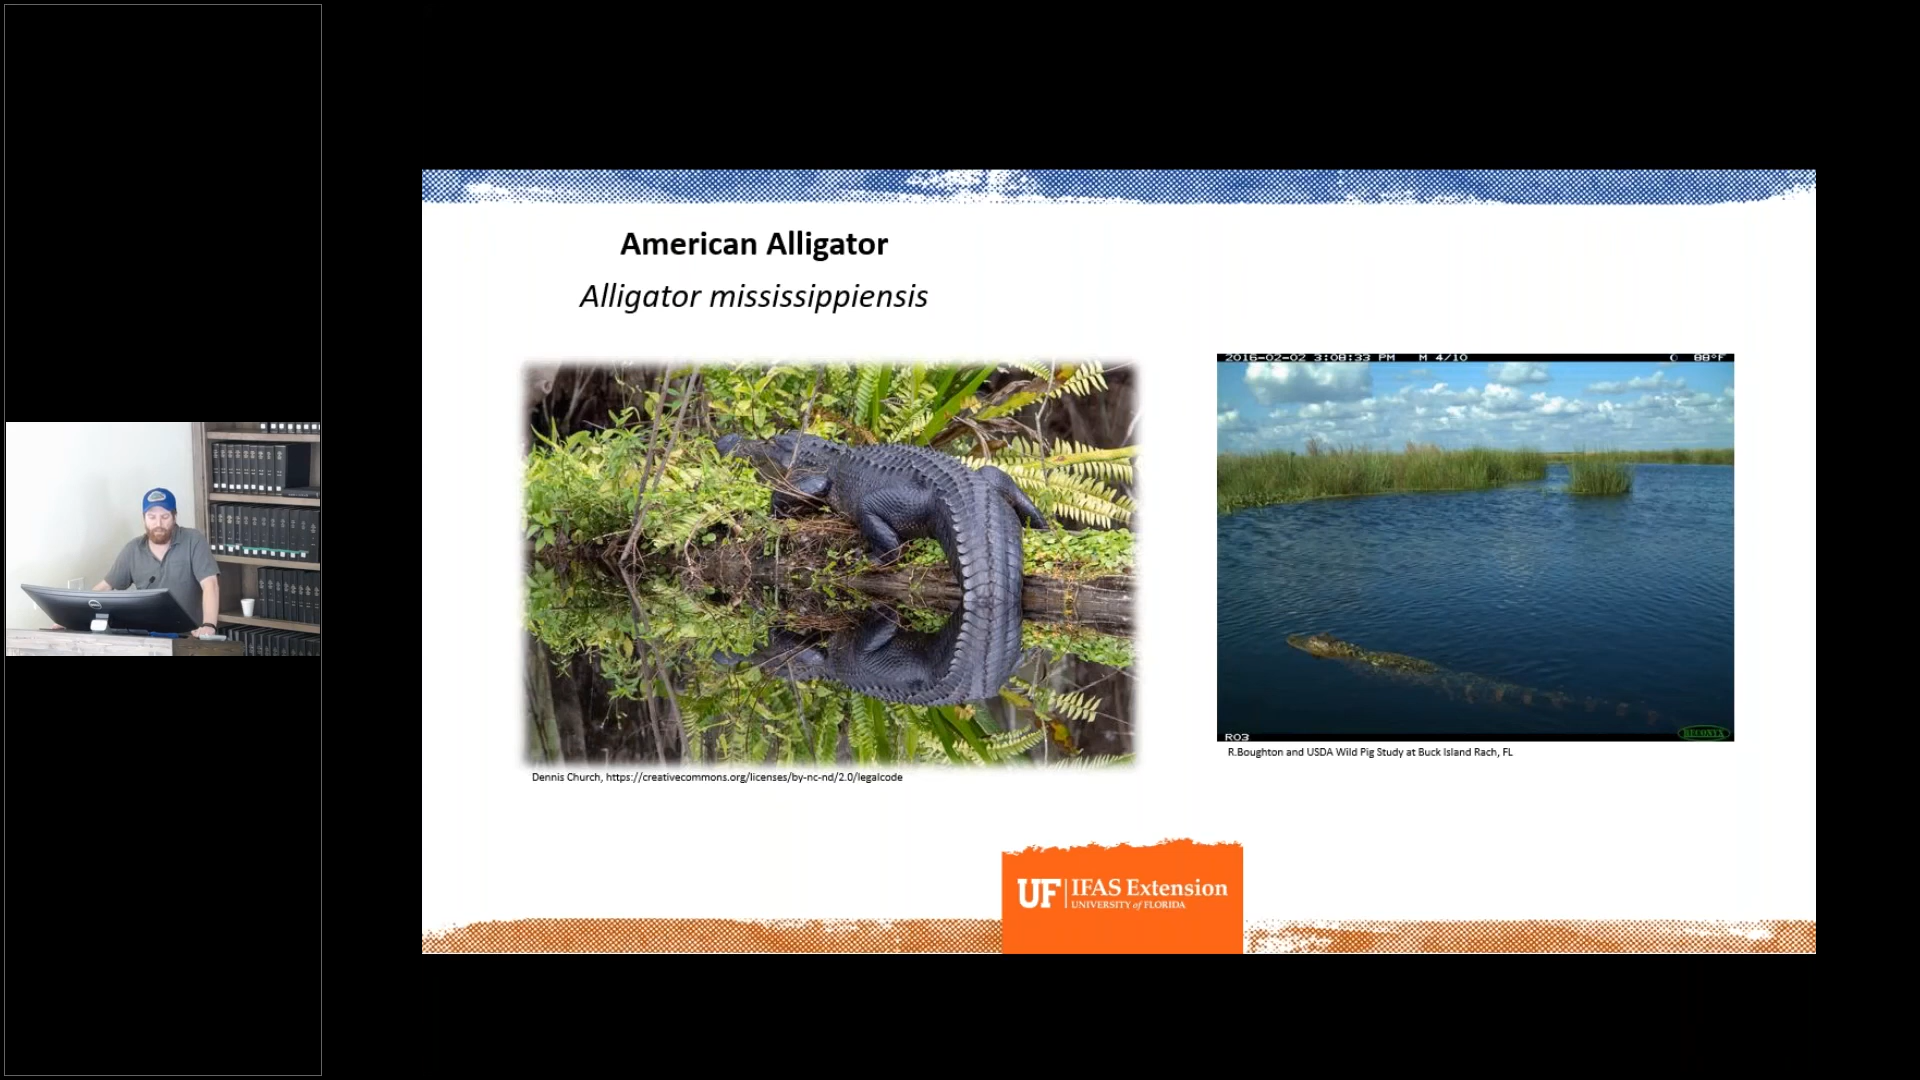 American Alligator
Alligator mississippiensis
2016-02-02 3:08:33 PM M 4/10 88°F
R03
RECONYX
Dennis Church, https://creativecommons.org/licenses/by-nc-nd/2.0/legalcode
R.Boughton and USDA Wild Pig Study at Buck Island Rach, FL
UF IFAS Extension
UNIVERSITY of FLORIDA